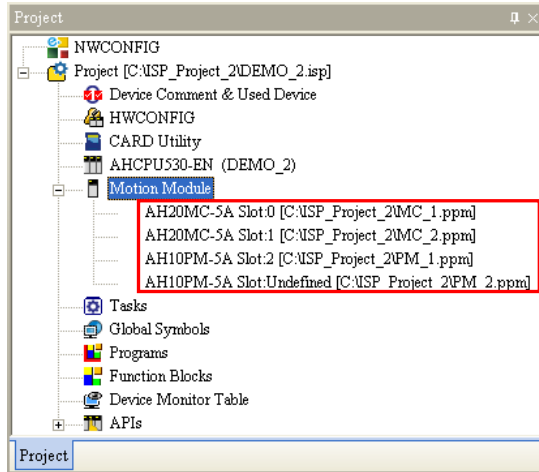 Project
NWCONFIG
Project [C:\ISP_Project_2\DEMO_2.isp]
Device Comment & Used Device
HWCONFIG
CARD Utility
AHCPU530-EN (DEMO_2)
Motion Module
AH20MC-5A Slot:0 [C:\ISP_Project_2\MC_1.ppm]
AH20MC-5A Slot:1 [C:\ISP_Project_2\MC_2.ppm]
AH10PM-5A Slot:2 [C:\ISP_Project_2\PM_1.ppm]
AH10PM-5A Slot:Undefined [C:\ISP_Project_2\PM_2.ppm]
Tasks
Global Symbols
Programs
Function Blocks
Device Monitor Table
APIs
Project